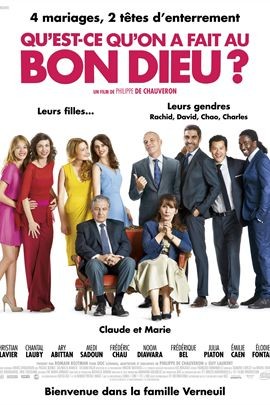 4 mariages, 2 têtes d'enterrement
QU'EST-CE QU'ON A FAIT AU
BON DIEU ?
UN FILM DE PHILIPPE DE CHAUVERON
Leurs filles...
Leurs gendres
Rachid, David, Chao, Charles
Claude et Marie
CHRISTIAN CLAVIER
CHANTAL LAUBY
ARY ABITTAN
MEDI SADOUN
FRÉDÉRIC CHAU
NOOM DIAWARA
FRÉDÉRIQUE BEL
JULIA PIATON
ÉMILIE CAEN
ÉLODIE FONTAN
Bienvenue dans la famille Verneuil